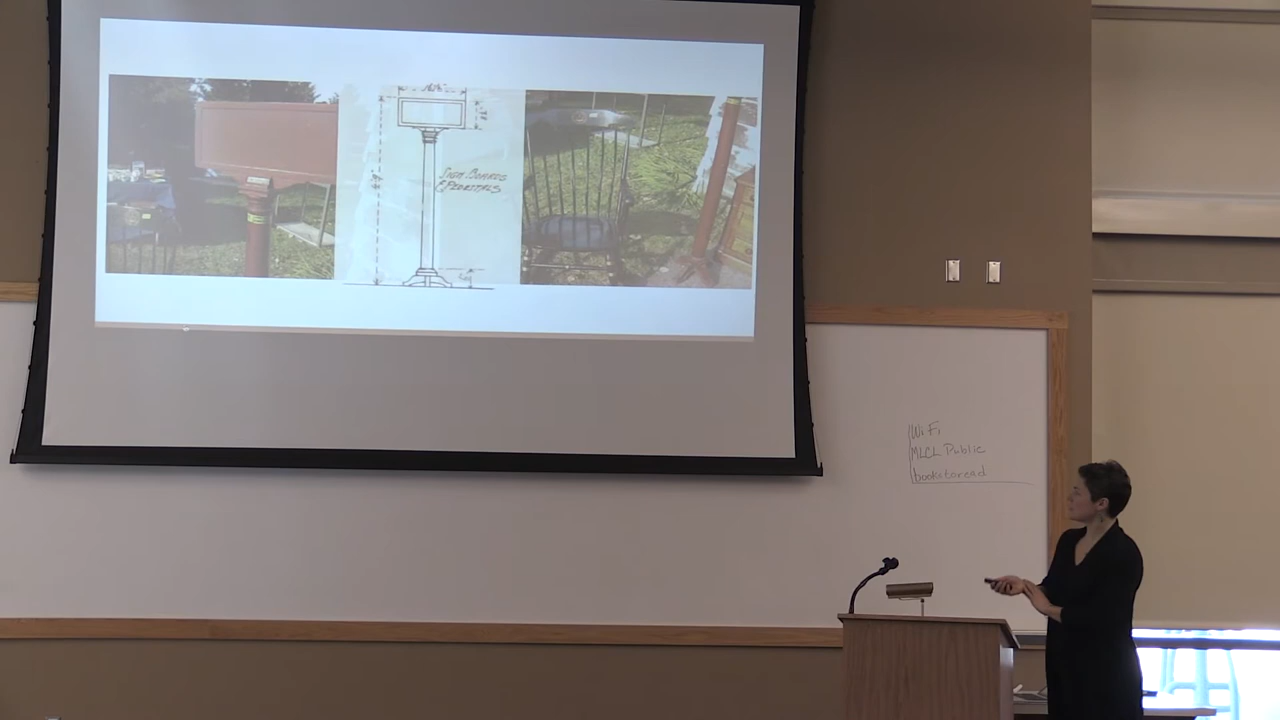 SIGN BOARDS
& PEDESTALS
Wi Fi
MLCL Public
bookstoread